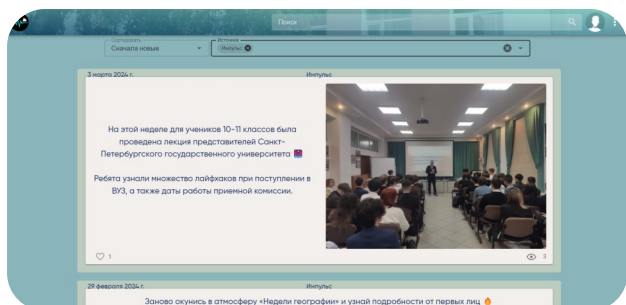 Поиск
Сортировать
Сначала новые
Источник
Импульс
3 марта 2024 г.
Импульс
На этой неделе для учеников 10-11 классов была
проведена лекция представителей Санкт-
Петербургского государственного университета
Ребята узнали множество лайфхаков при поступлении в
ВУЗ, а также даты работы приемной комиссии.
1
3
29 февраля 2024 г.
Импульс
Заново окунись в атмосферу «Недели географии» и узнай подробности от первых лиц